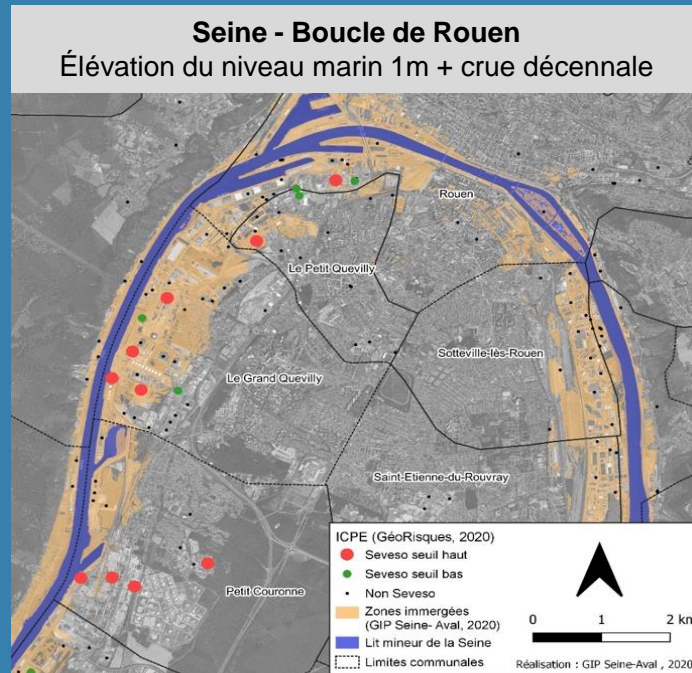 Seine - Boucle de Rouen
Élévation du niveau marin 1m + crue décennale
Rouen
Le Petit Quevilly
Sotteville-lès-Rouen
Le Grand Quevilly
Saint-Etienne-du-Rouvray
Petit Couronne
ICPE (GéoRisques, 2020)
Seveso seuil haut
Seveso seuil bas
Non Seveso
Zones immergées
(GIP Seine- Aval, 2020)
Lit mineur de la Seine
Limites communales
0 1 2 km
Réalisation : GIP Seine-Aval , 2020